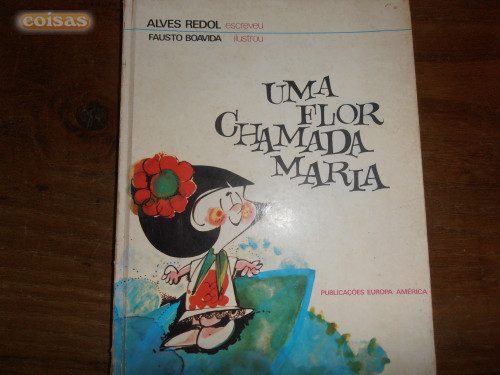 coisas
ALVES REDOL escreveu
FAUSTO BOAVIDA ilustrou
UMA
FLOR
CHAMADA
MARIA
PUBLICAÇÕES EUROPA-AMÉRICA